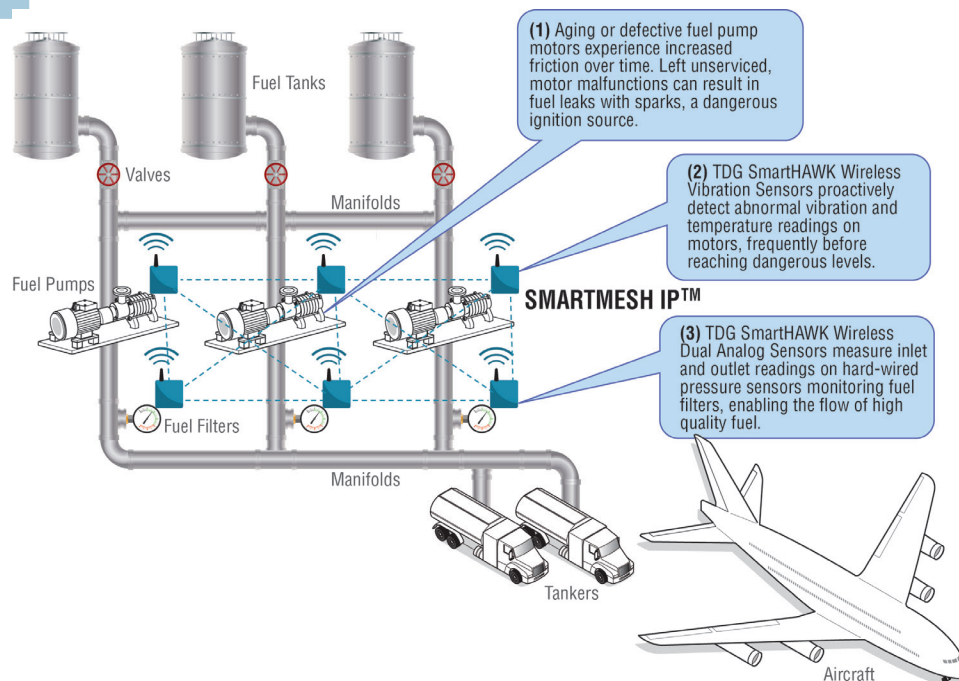 (1) Aging or defective fuel pump
motors experience increased
friction over time. Left unserviced,
motor malfunctions can result in
fuel leaks with sparks, a dangerous
ignition source.
Fuel Tanks
Valves
(2) TDG SmartHAWK Wireless
Vibration Sensors proactively
detect abnormal vibration and
temperature readings on
motors, frequently before
reaching dangerous levels.
Manifolds
Fuel Pumps
SMARTMESH IP™
(3) TDG SmartHAWK Wireless
Dual Analog Sensors measure inlet
and outlet readings on hard-wired
pressure sensors monitoring fuel
filters, enabling the flow of high
quality fuel.
Fuel Filters
Manifolds
Tankers
Aircraft